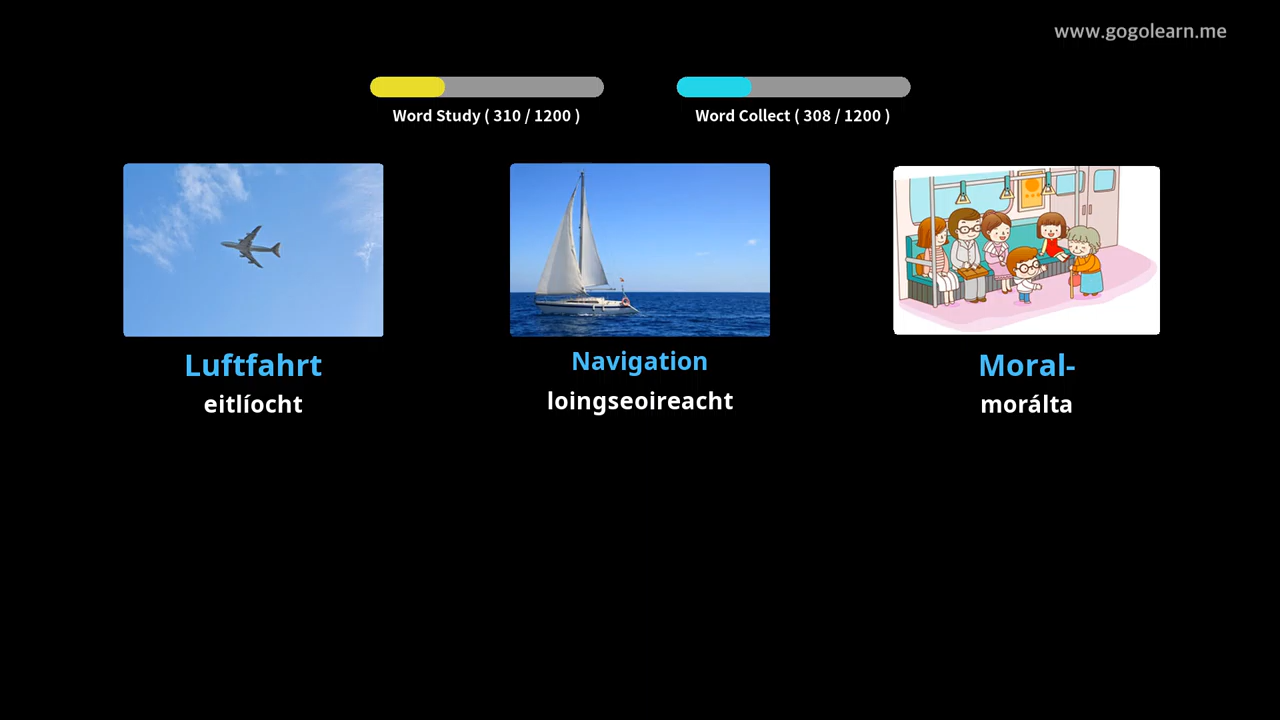 www.gogolearn.me
Word Study ( 310 / 1200 )
Word Collect ( 308 / 1200 )
Luftfahrt
eitlíocht
Navigation
loingseoireacht
Moral-
morálta